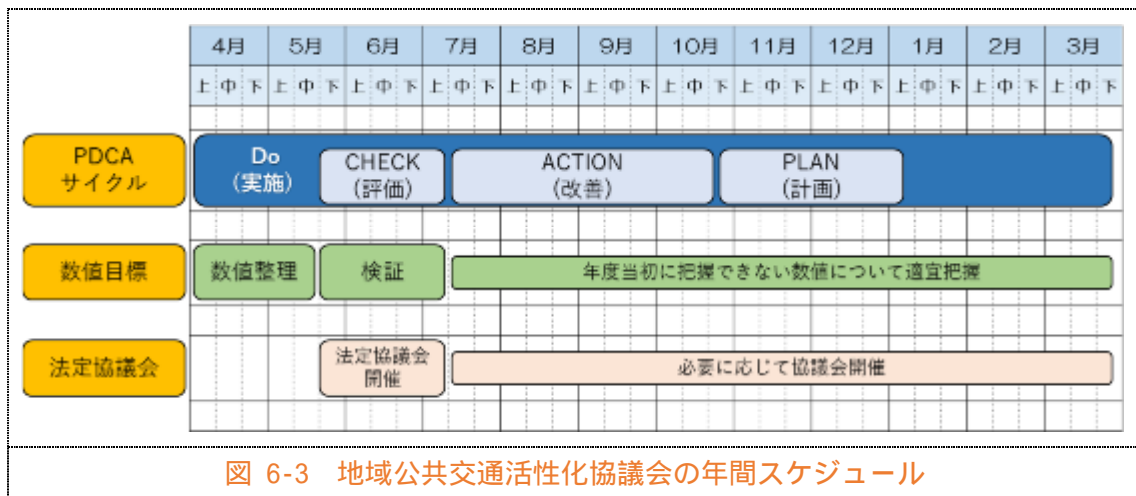 4月 5月 6月 7月 8月 9月 10月 11月 12月 1月 2月 3月
上 中 下 上 中 下 上 中 下 上 中 下 上 中 下 上 中 下 上 中 下 上 中 下 上 中 下 上 中 下 上 中 下 上 中 下
PDCA
サイクル
Do
(実施)
CHECK
(評価)
ACTION
(改善)
PLAN
(計画)
数値目標
数値整理
検証
年度当初に把握できない数値について適宜把握
法定協議会
法定協議会
開催
必要に応じて協議会開催
図 6-3 地域公共交通活性化協議会の年間スケジュール